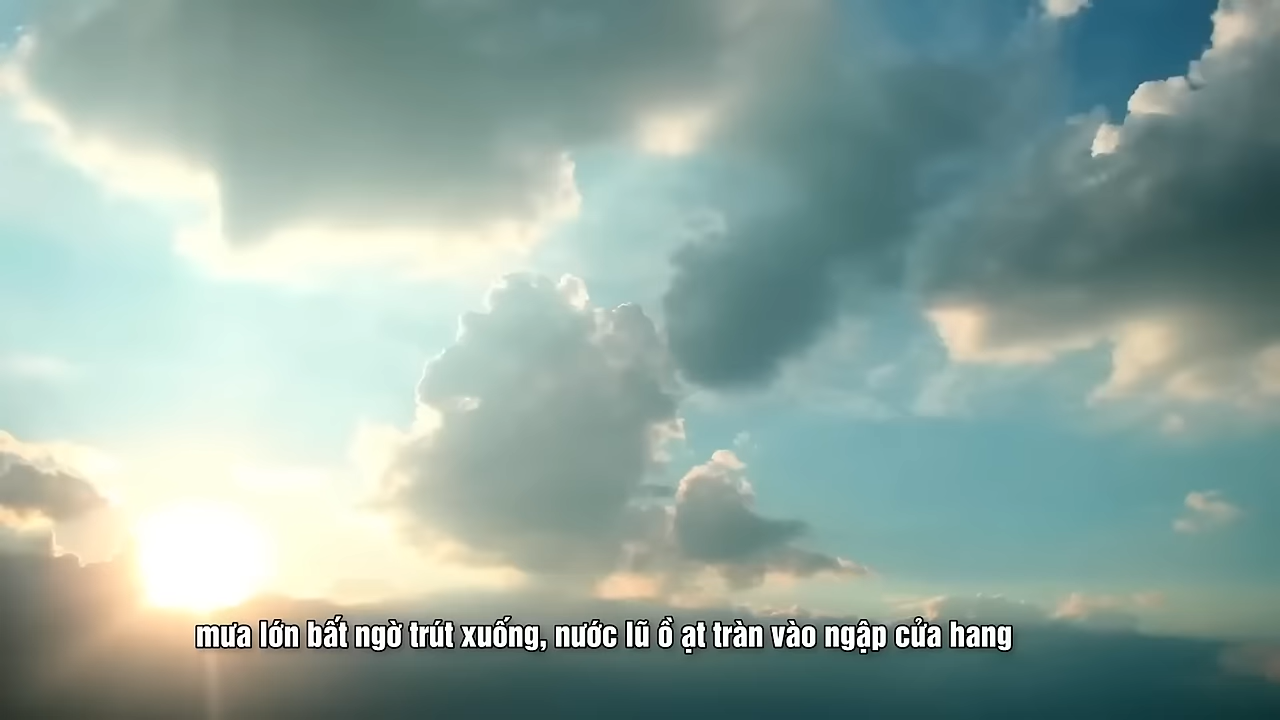 mưa lớn bất ngờ trút xuống, nước lũ ồ ạt tràn vào ngập cửa hang